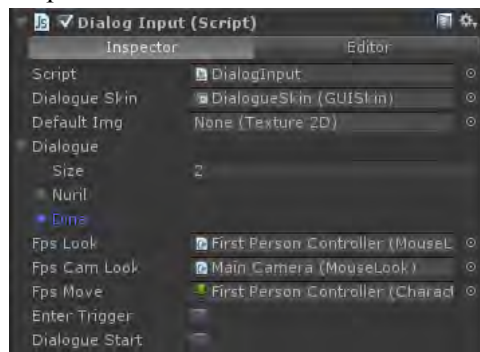 Js Dialog Input (Script)
Inspector Editor
Script DialogInput
Dialogue Skin DialogueSkin (GUISkin)
Default Img None (Texture 2D)
Dialogue
Size 2
Nuril
Dina
Fps Look First Person Controller (MouseL
Fps Cam Look Main Camera (MouseLook)
Fps Move First Person Controller (Charact
Enter Trigger
Dialogue Start